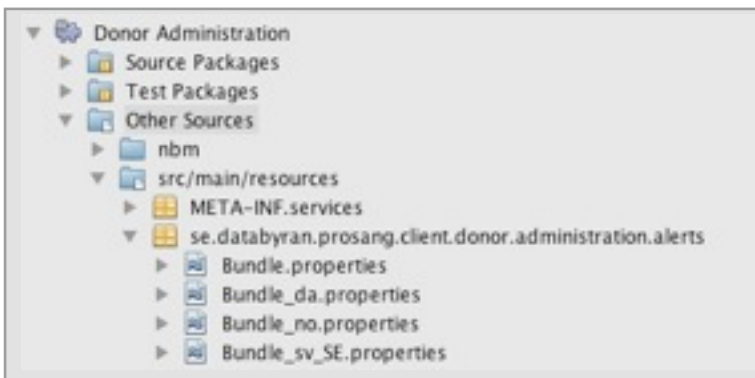 Donor Administration
Source Packages
Test Packages
Other Sources
nbm
src/main/resources
META-INF.services
se.databyran.prosang.client.donor.administration.alerts
Bundle.properties
Bundle_da.properties
Bundle_no.properties
Bundle_sv_SE.properties